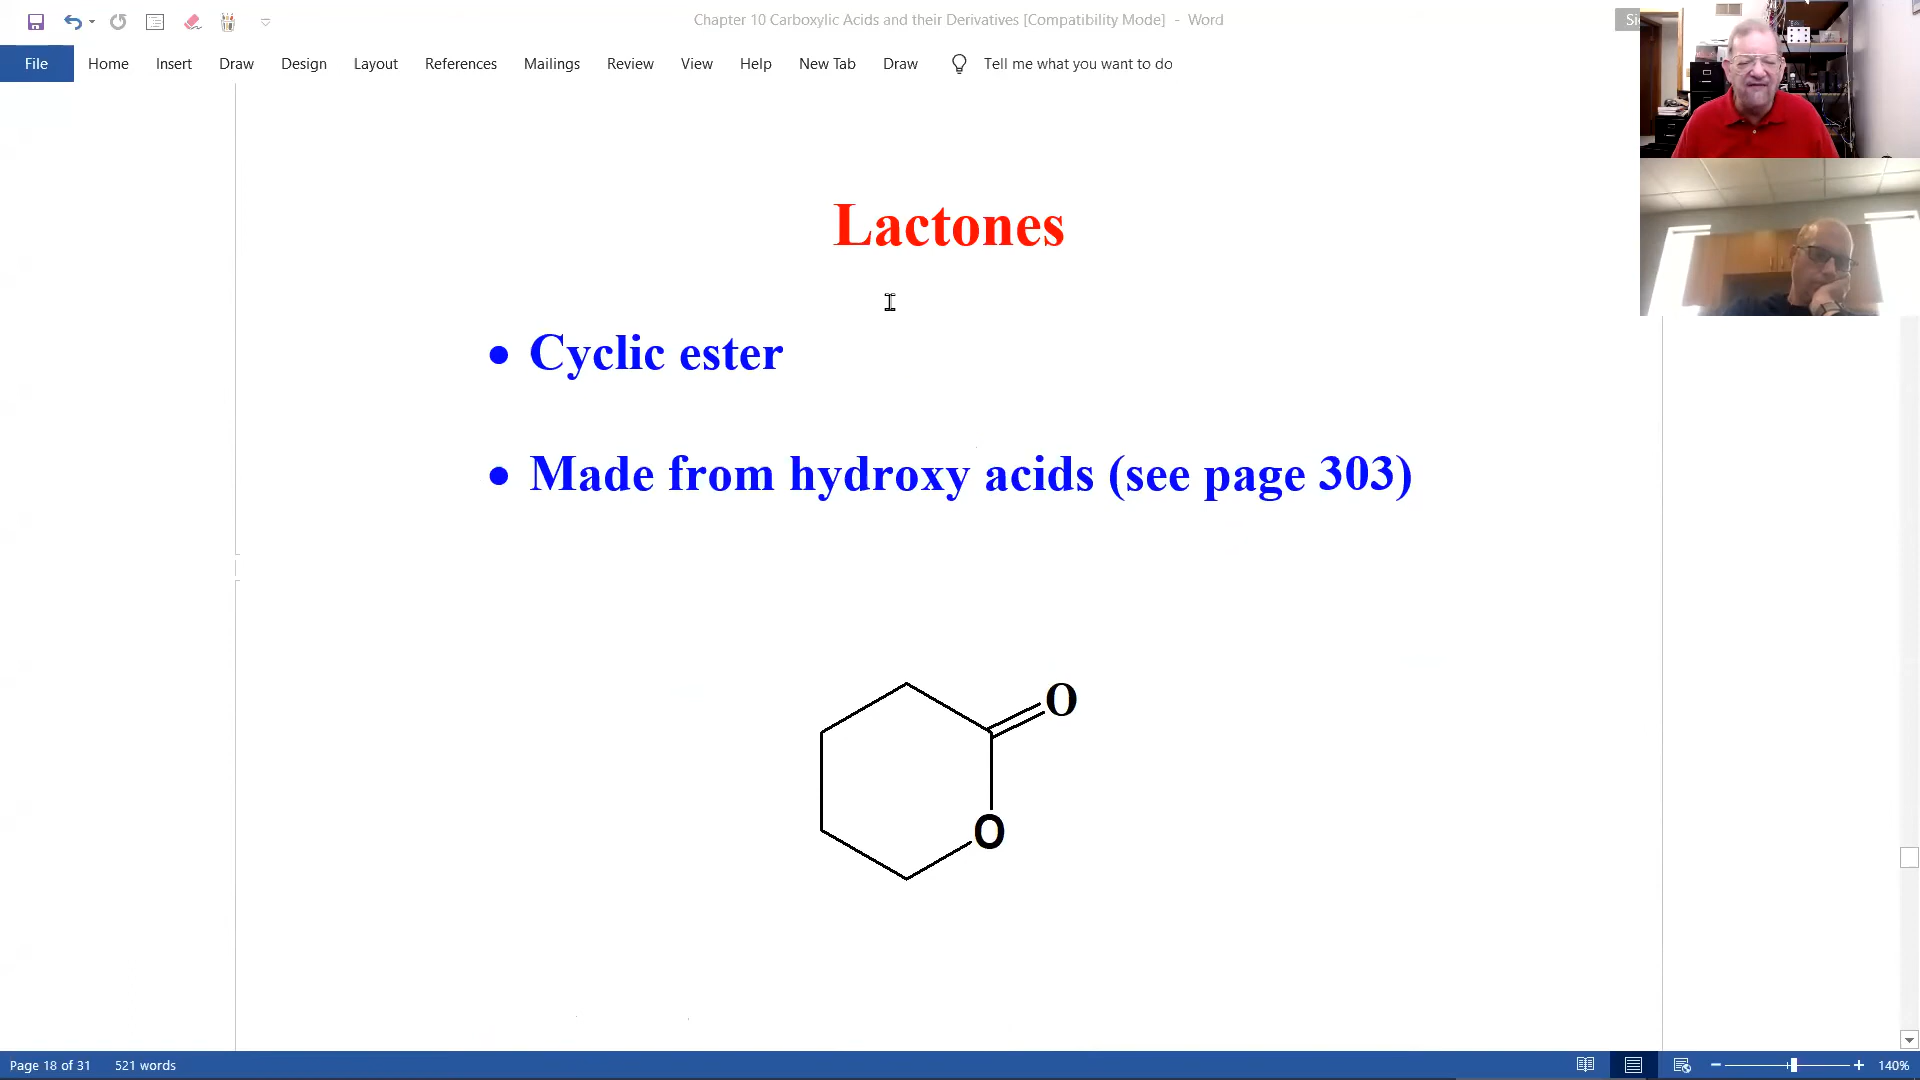 Chapter 10 Carboxylic Acids and their Derivatives [Compatibility Mode] - Word
File Home Insert Draw Design Layout References Mailings Review View Help New Tab Draw Tell me what you want to do
Lactones
• Cyclic ester
• Made from hydroxy acids (see page 303)
O
O
Page 18 of 31 521 words 140%